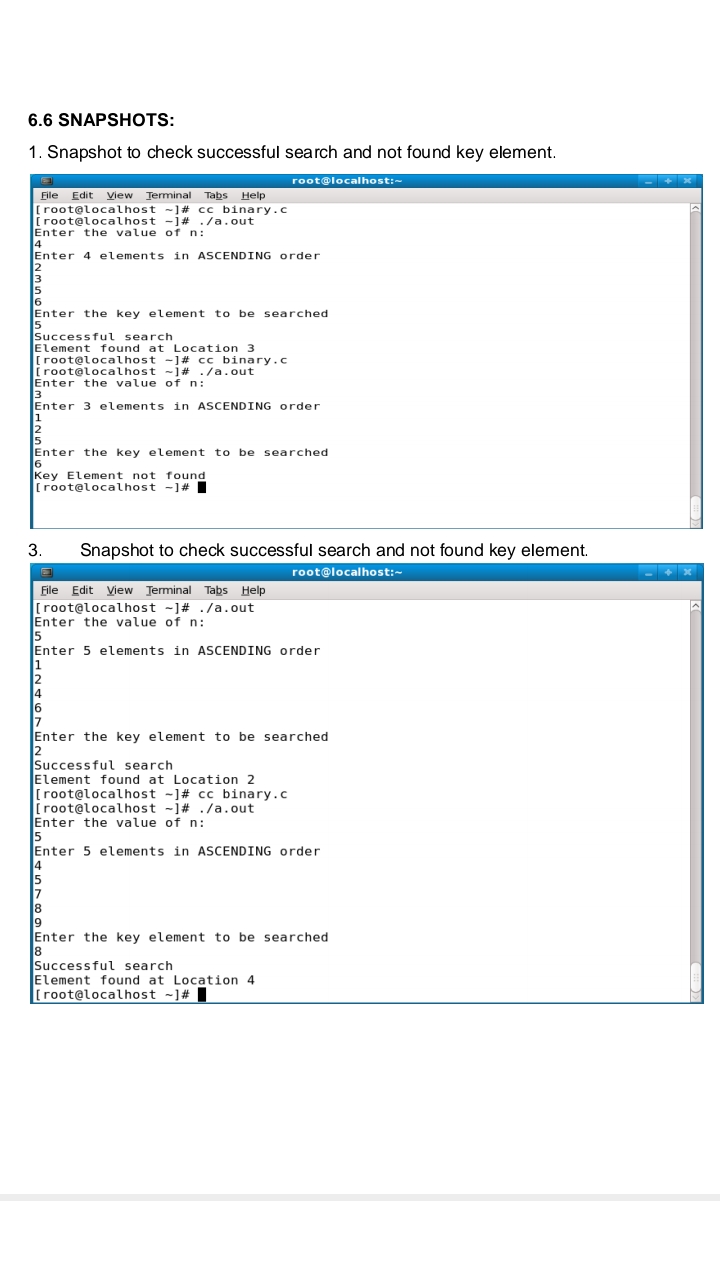 6.6 SNAPSHOTS:
1. Snapshot to check successful search and not found key element.
root@localhost:~
File Edit View Terminal Tabs Help
[root@localhost ~]# cc binary.c
[root@localhost ~]# ./a.out
Enter the value of n:
4
Enter 4 elements in ASCENDING order
2
3
5
6
Enter the key element to be searched
5
Successful search
Element found at Location 3
[root@localhost ~]# cc binary.c
[root@localhost ~]# ./a.out
Enter the value of n:
3
Enter 3 elements in ASCENDING order
1
2
5
Enter the key element to be searched
6
Key Element not found
[root@localhost ~]#
3. Snapshot to check successful search and not found key element.
root@localhost:~
File Edit View Terminal Tabs Help
[root@localhost ~]# ./a.out
Enter the value of n:
5
Enter 5 elements in ASCENDING order
1
2
4
6
7
Enter the key element to be searched
2
Successful search
Element found at Location 2
[root@localhost ~]# cc binary.c
[root@localhost ~]# ./a.out
Enter the value of n:
5
Enter 5 elements in ASCENDING order
4
5
7
8
9
Enter the key element to be searched
8
Successful search
Element found at Location 4
[root@localhost ~]#